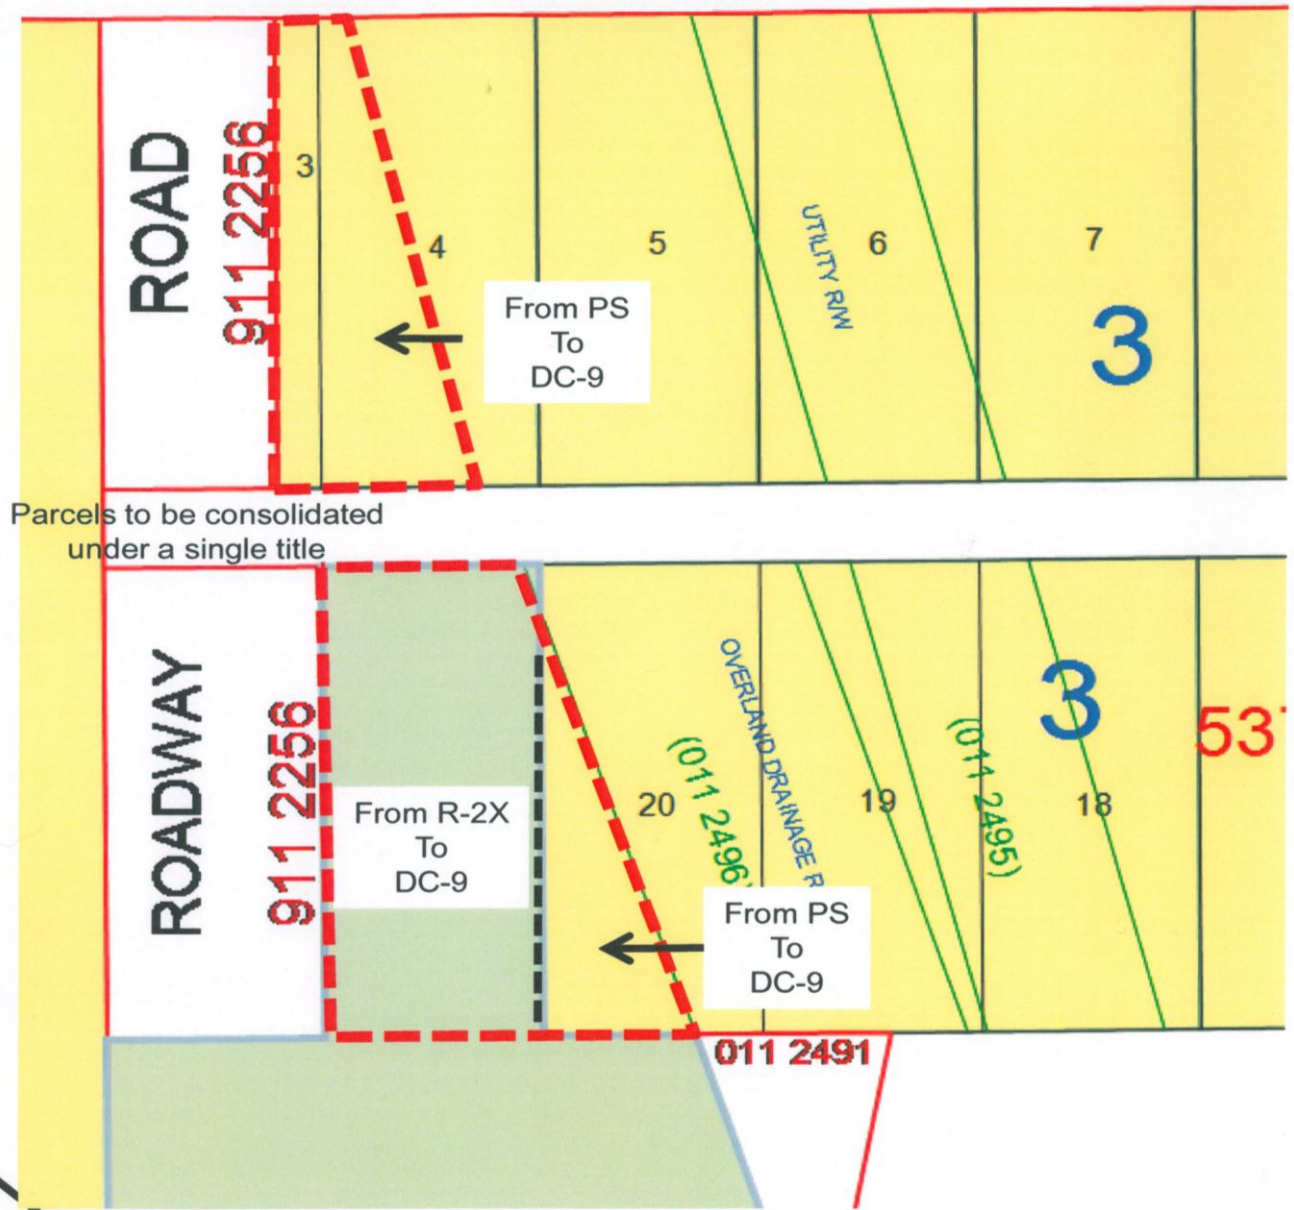 ROAD
911 2256
3
4
5
6
7
UTILITY R/W
3
From PS
To
DC-9
Parcels to be consolidated
under a single title
ROADWAY
911 2256
From R-2X
To
DC-9
20
(011 2496)
OVERLAND DRAINAGE R
19
(011 2495)
3
18
53
From PS
To
DC-9
011 2491